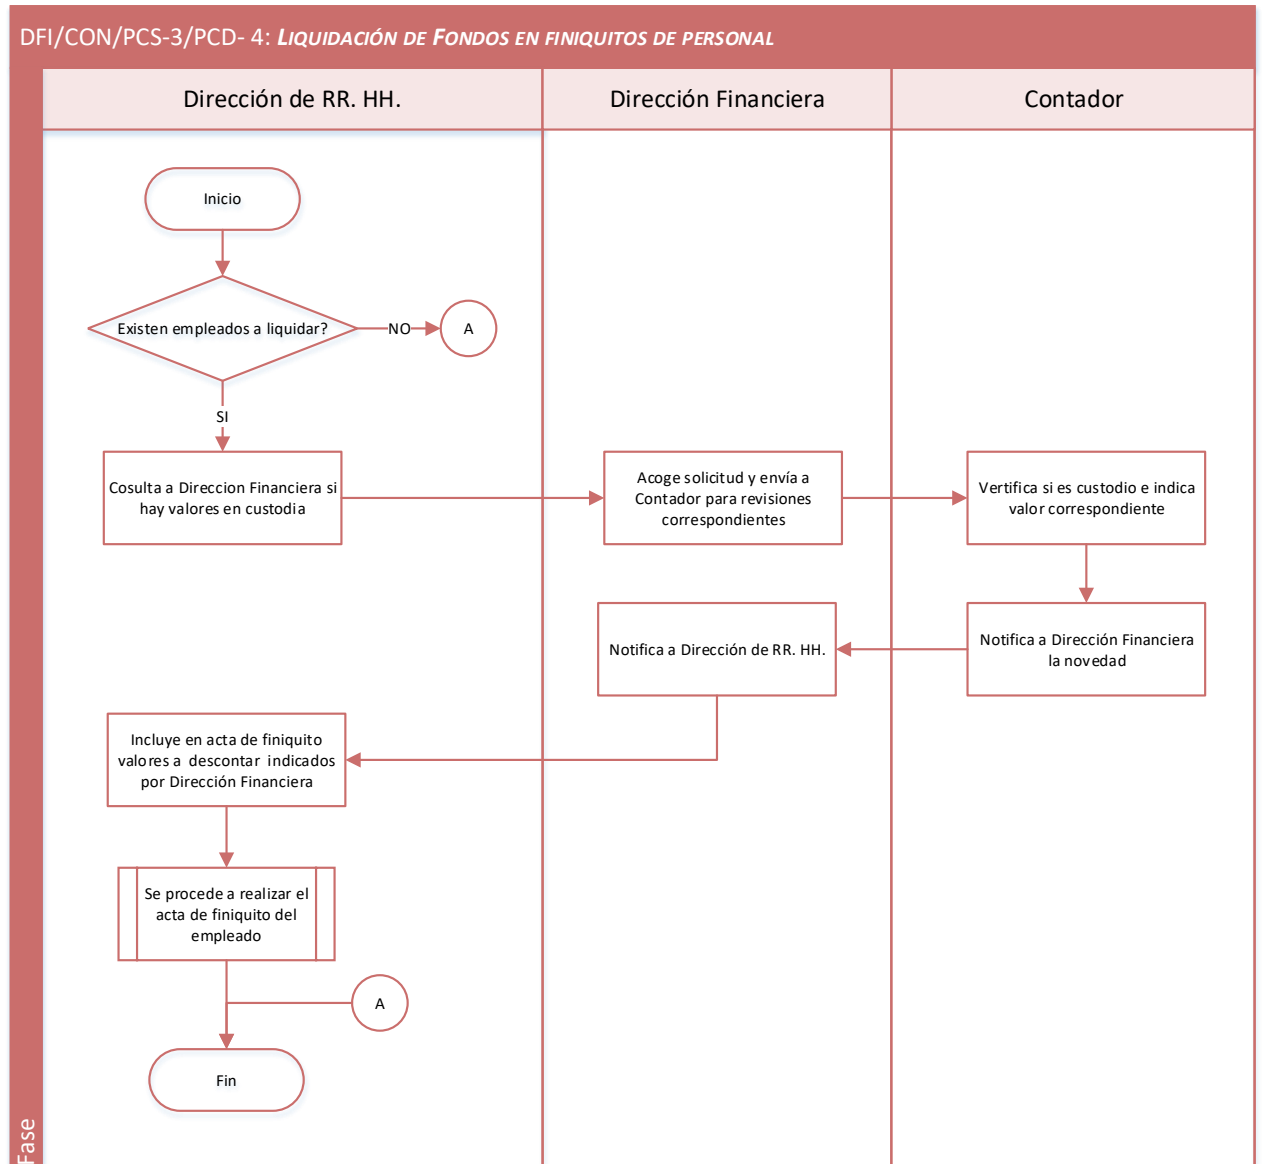 DFI/CON/PCS-3/PCD- 4: LIQUIDACIÓN DE FONDOS EN FINIQUITOS DE PERSONAL
Dirección de RR. HH.
Dirección Financiera
Contador
Inicio
Existen empleados a liquidar?
NO
A
SI
Cosulta a Direccion Financiera si
hay valores en custodia
Acoge solicitud y envía a
Contador para revisiones
correspondientes
Vertifica si es custodio e indica
valor correspondiente
Notifica a Dirección Financiera
la novedad
Notifica a Dirección de RR. HH.
Incluye en acta de finiquito
valores a descontar indicados
por Dirección Financiera
Se procede a realizar el
acta de finiquito del
empleado
A
Fin
Fase